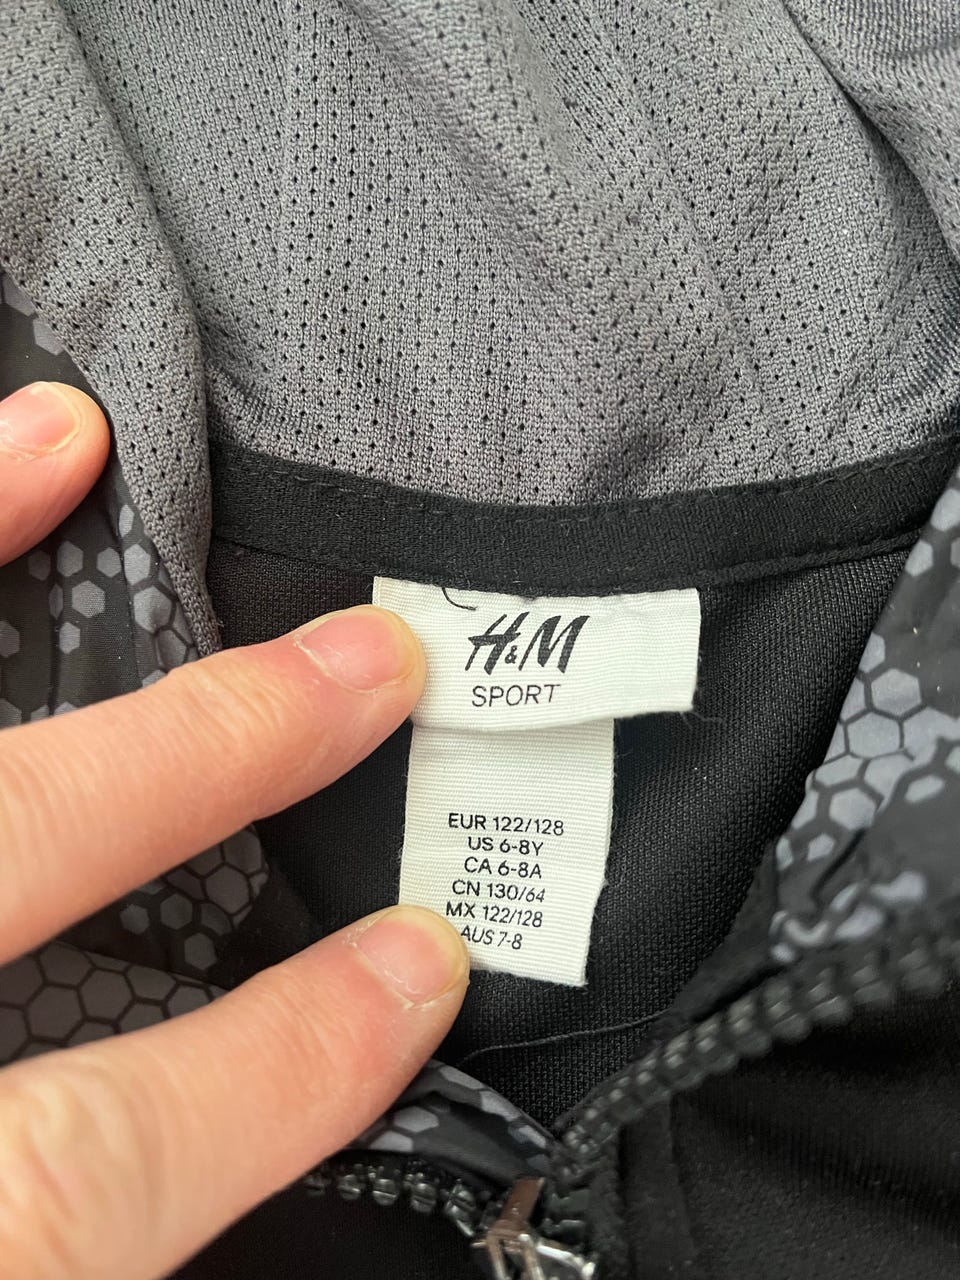 H&M
SPORT
EUR 122/128
US 6-8Y
CA 6-8A
CN 130/64
MX 122/128
AUS 7-8